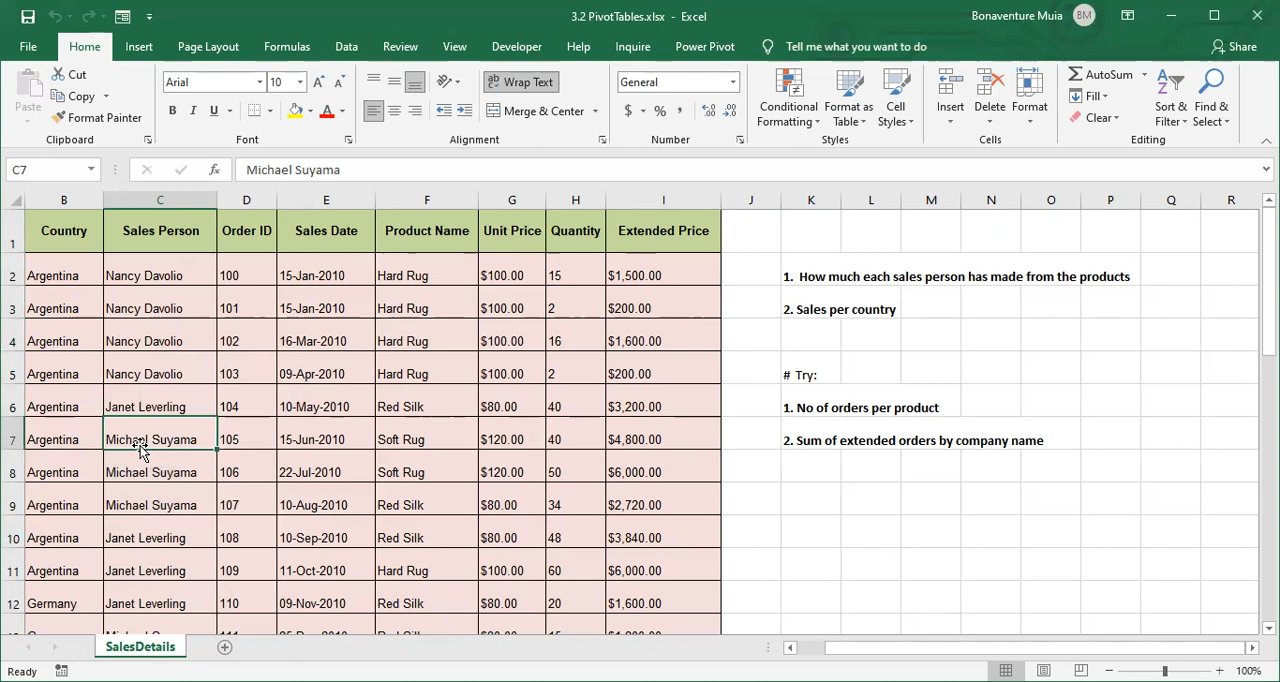 3.2 PivotTables.xlsx - Excel
Bonaventure Muia BM
File Home Insert Page Layout Formulas Data Review View Developer Help Inquire Power Pivot Tell me what you want to do Share
Paste
Cut
Copy
Format Painter
Clipboard
Arial 10
B I U
Font
Wrap Text
Merge & Center
Alignment
General
$ %
Number
Conditional Formatting
Format as Table
Cell Styles
Styles
Insert Delete Format
Cells
AutoSum
Fill
Clear
Sort & Filter
Find & Select
Editing
C7 fx Michael Suyama
B C D E F G H I J K L M N O P Q R
1 Country Sales Person Order ID Sales Date Product Name Unit Price Quantity Extended Price
2 Argentina Nancy Davolio 100 15-Jan-2010 Hard Rug $100.00 15 $1,500.00 1. How much each sales person has made from the products
3 Argentina Nancy Davolio 101 15-Jan-2010 Hard Rug $100.00 2 $200.00 2. Sales per country
4 Argentina Nancy Davolio 102 16-Mar-2010 Hard Rug $100.00 16 $1,600.00
5 Argentina Nancy Davolio 103 09-Apr-2010 Hard Rug $100.00 2 $200.00 # Try:
6 Argentina Janet Leverling 104 10-May-2010 Red Silk $80.00 40 $3,200.00 1. No of orders per product
7 Argentina Michael Suyama 105 15-Jun-2010 Soft Rug $120.00 40 $4,800.00 2. Sum of extended orders by company name
8 Argentina Michael Suyama 106 22-Jul-2010 Soft Rug $120.00 50 $6,000.00
9 Argentina Michael Suyama 107 10-Aug-2010 Red Silk $80.00 34 $2,720.00
10 Argentina Janet Leverling 108 10-Sep-2010 Red Silk $80.00 48 $3,840.00
11 Argentina Janet Leverling 109 11-Oct-2010 Hard Rug $100.00 60 $6,000.00
12 Germany Janet Leverling 110 09-Nov-2010 Red Silk $80.00 20 $1,600.00
SalesDetails
Ready 100%